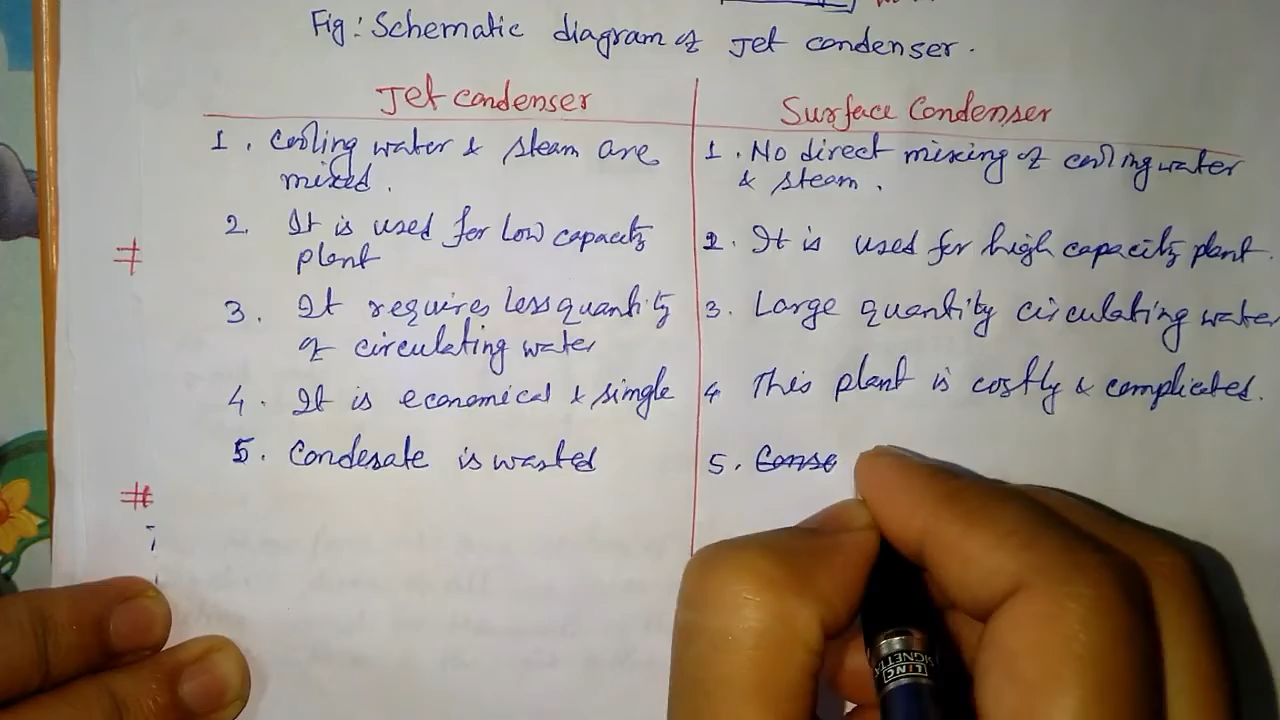 Fig: Schematic diagram of Jet condenser.
Jet condenser
Surface Condenser
1. Cooling water & steam are
mixed.
2. It is used for low capacity
plant
3. It requires less quantity
of circulating water
4. It is economical & simple
5. Condesate is wasted
1. No direct mixing of cooling water
& steam.
2. It is used for high capacity plant.
3. Large quantity circulating water
4 This plant is costly & complicated.
5. Conse
#
#
LINC
SIGNETTA